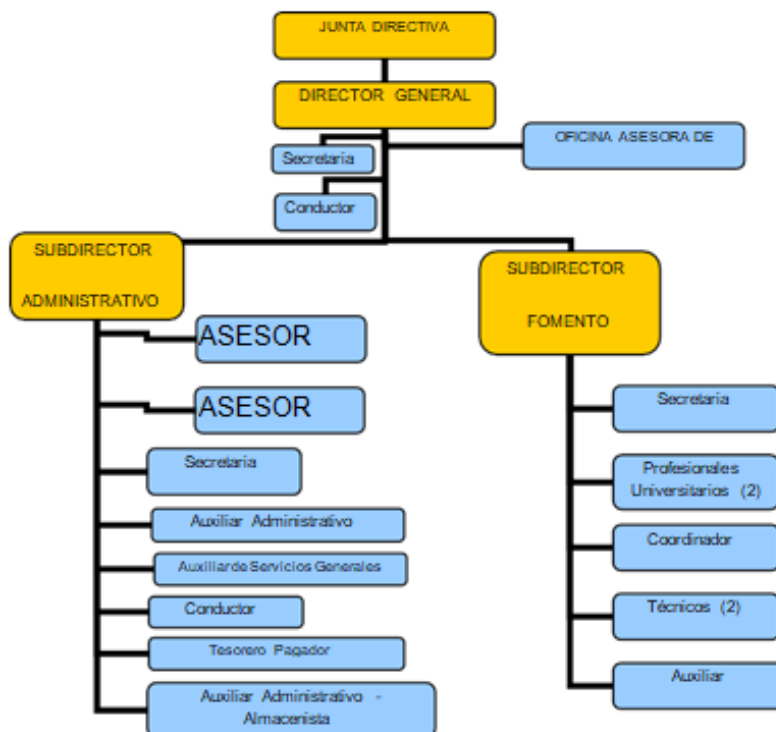 JUNTA DIRECTIVA
DIRECTOR GENERAL
Secretaria
OFICINA ASESORA DE
Conductor
SUBDIRECTOR
ADMINISTRATIVO
ASESOR
ASESOR
Secretaria
Auxiliar Administrativo
Auxiliar de Servicios Generales
Conductor
Tesorero Pagador
Auxiliar Administrativo -
Almacenista
SUBDIRECTOR
FOMENTO
Secretaria
Profesionales
Universitarios (2)
Coordinador
Técnicos (2)
Auxiliar